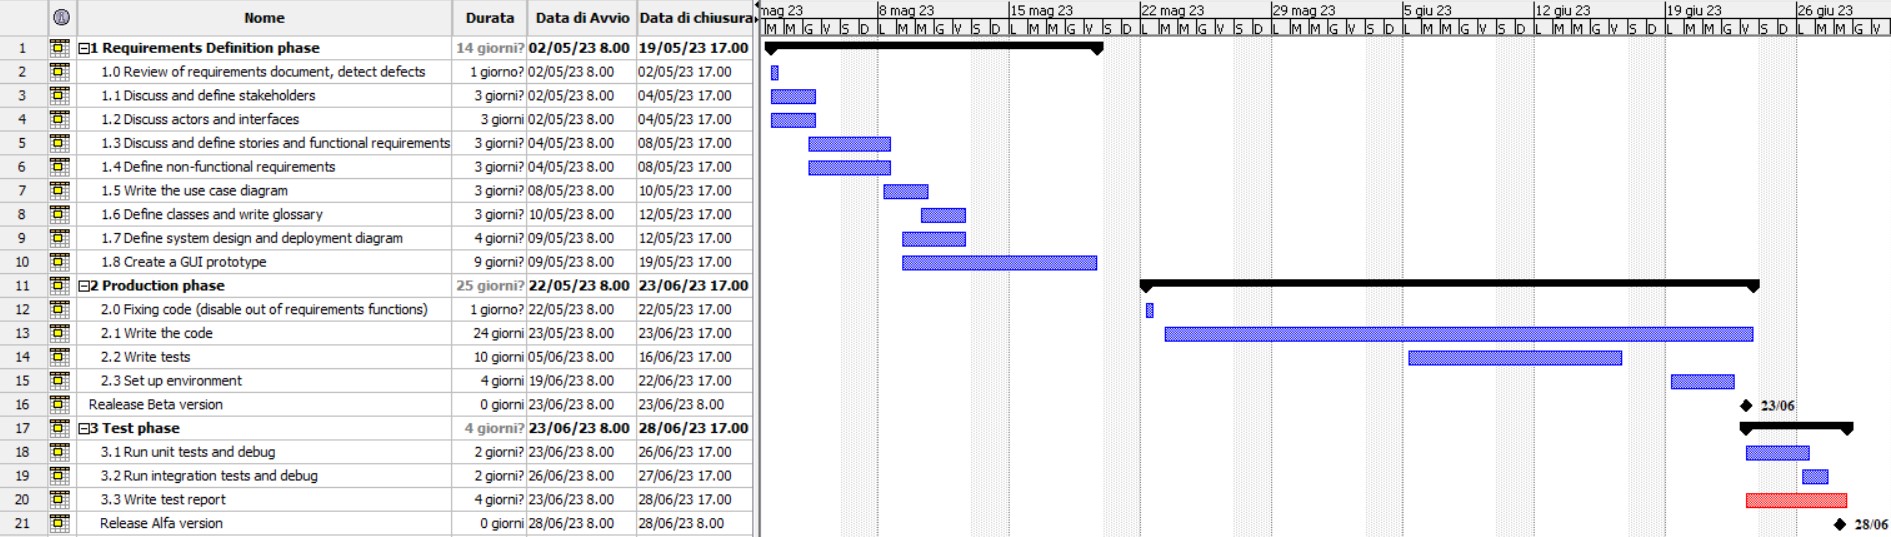 Nome Durata Data di Avvio Data di chiusura mag 23 8 mag 23 15 mag 23 22 mag 23 29 mag 23 5 giu 23 12 giu 23 19 giu 23 26 giu 23
M M G V S D L M M G V S D L M M G V S D L M M G V S D L M M G V S D L M M G V S D L M M G V S D L M M G V S D L M M G V
1 1 Requirements Definition phase 14 giorni? 02/05/23 8.00 19/05/23 17.00
2 1.0 Review of requirements document, detect defects 1 giorno? 02/05/23 8.00 02/05/23 17.00
3 1.1 Discuss and define stakeholders 3 giorni? 02/05/23 8.00 04/05/23 17.00
4 1.2 Discuss actors and interfaces 3 giorni 02/05/23 8.00 04/05/23 17.00
5 1.3 Discuss and define stories and functional requirements 3 giorni? 04/05/23 8.00 08/05/23 17.00
6 1.4 Define non-functional requirements 3 giorni? 04/05/23 8.00 08/05/23 17.00
7 1.5 Write the use case diagram 3 giorni? 08/05/23 8.00 10/05/23 17.00
8 1.6 Define classes and write glossary 3 giorni? 10/05/23 8.00 12/05/23 17.00
9 1.7 Define system design and deployment diagram 4 giorni? 09/05/23 8.00 12/05/23 17.00
10 1.8 Create a GUI prototype 9 giorni? 09/05/23 8.00 19/05/23 17.00
11 2 Production phase 25 giorni? 22/05/23 8.00 23/06/23 17.00
12 2.0 Fixing code (disable out of requirements functions) 1 giorno? 22/05/23 8.00 22/05/23 17.00
13 2.1 Write the code 24 giorni 23/05/23 8.00 23/06/23 17.00
14 2.2 Write tests 10 giorni 05/06/23 8.00 16/06/23 17.00
15 2.3 Set up environment 4 giorni 19/06/23 8.00 22/06/23 17.00
16 Realease Beta version 0 giorni 23/06/23 8.00 23/06/23 8.00 23/06
17 3 Test phase 4 giorni? 23/06/23 8.00 28/06/23 17.00
18 3.1 Run unit tests and debug 2 giorni? 23/06/23 8.00 26/06/23 17.00
19 3.2 Run integration tests and debug 2 giorni? 26/06/23 8.00 27/06/23 17.00
20 3.3 Write test report 4 giorni? 23/06/23 8.00 28/06/23 17.00
21 Release Alfa version 0 giorni 28/06/23 8.00 28/06/23 8.00 28/06